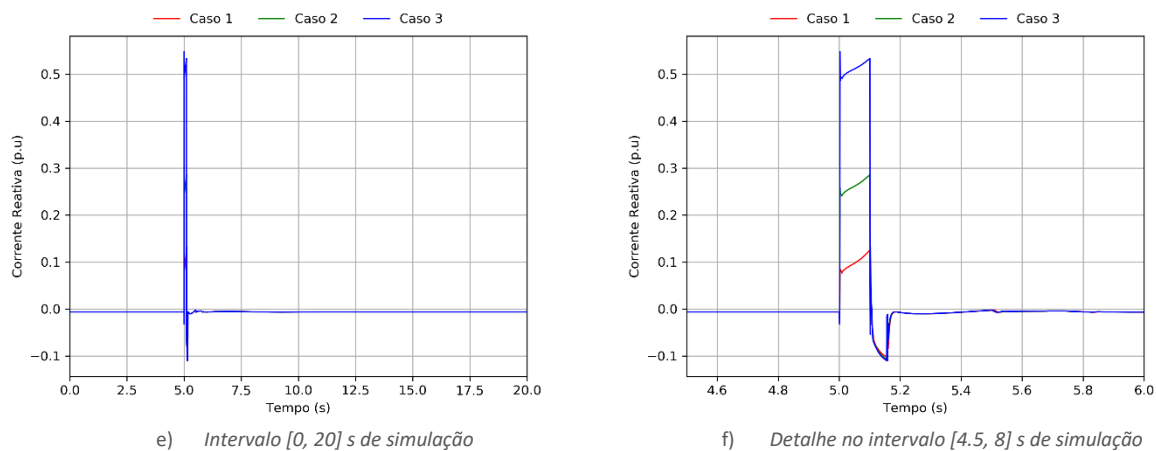 Caso 1 Caso 2 Caso 3
Corrente Reativa (p.u)
0.5
0.4
0.3
0.2
0.1
0.0
−0.1
0.0 2.5 5.0 7.5 10.0 12.5 15.0 17.5 20.0
Tempo (s)
e) Intervalo [0, 20] s de simulação
Caso 1 Caso 2 Caso 3
Corrente Reativa (p.u)
0.5
0.4
0.3
0.2
0.1
0.0
−0.1
4.6 4.8 5.0 5.2 5.4 5.6 5.8 6.0
Tempo (s)
f) Detalhe no intervalo [4.5, 8] s de simulação